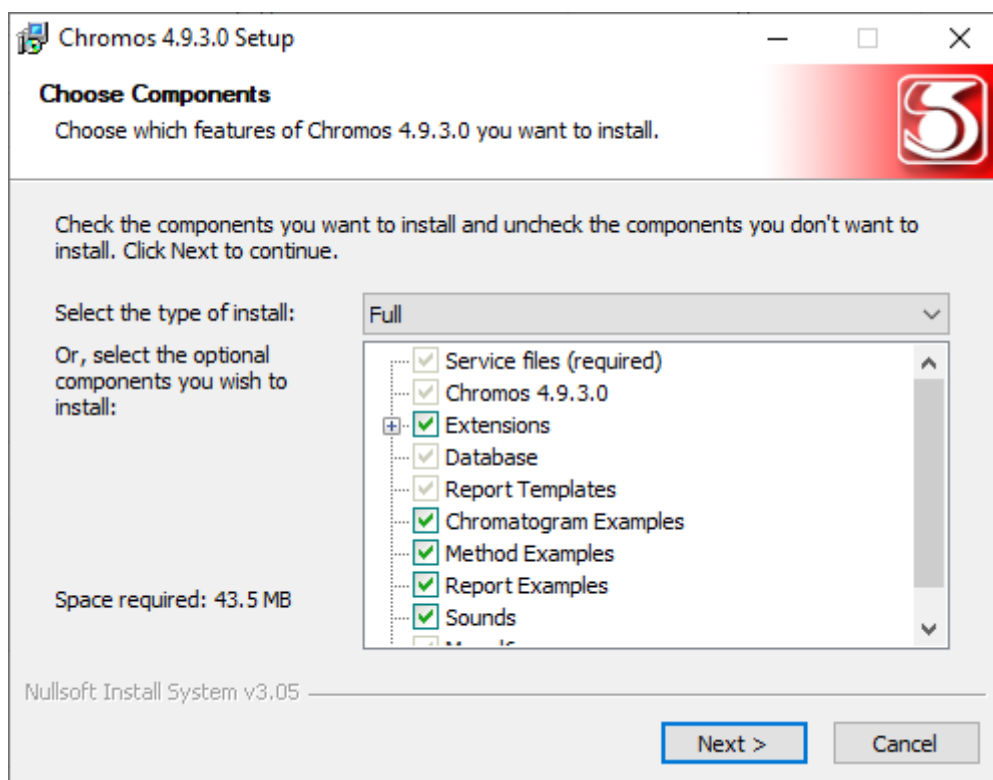 Chromos 4.9.3.0 Setup
Choose Components
Choose which features of Chromos 4.9.3.0 you want to install.
Check the components you want to install and uncheck the components you don't want to
install. Click Next to continue.
Select the type of install:
Full
Or, select the optional
components you wish to
install:
Service files (required)
Chromos 4.9.3.0
Extensions
Database
Report Templates
Chromatogram Examples
Method Examples
Report Examples
Sounds
Space required: 43.5 MB
Nullsoft Install System v3.05
Next >
Cancel